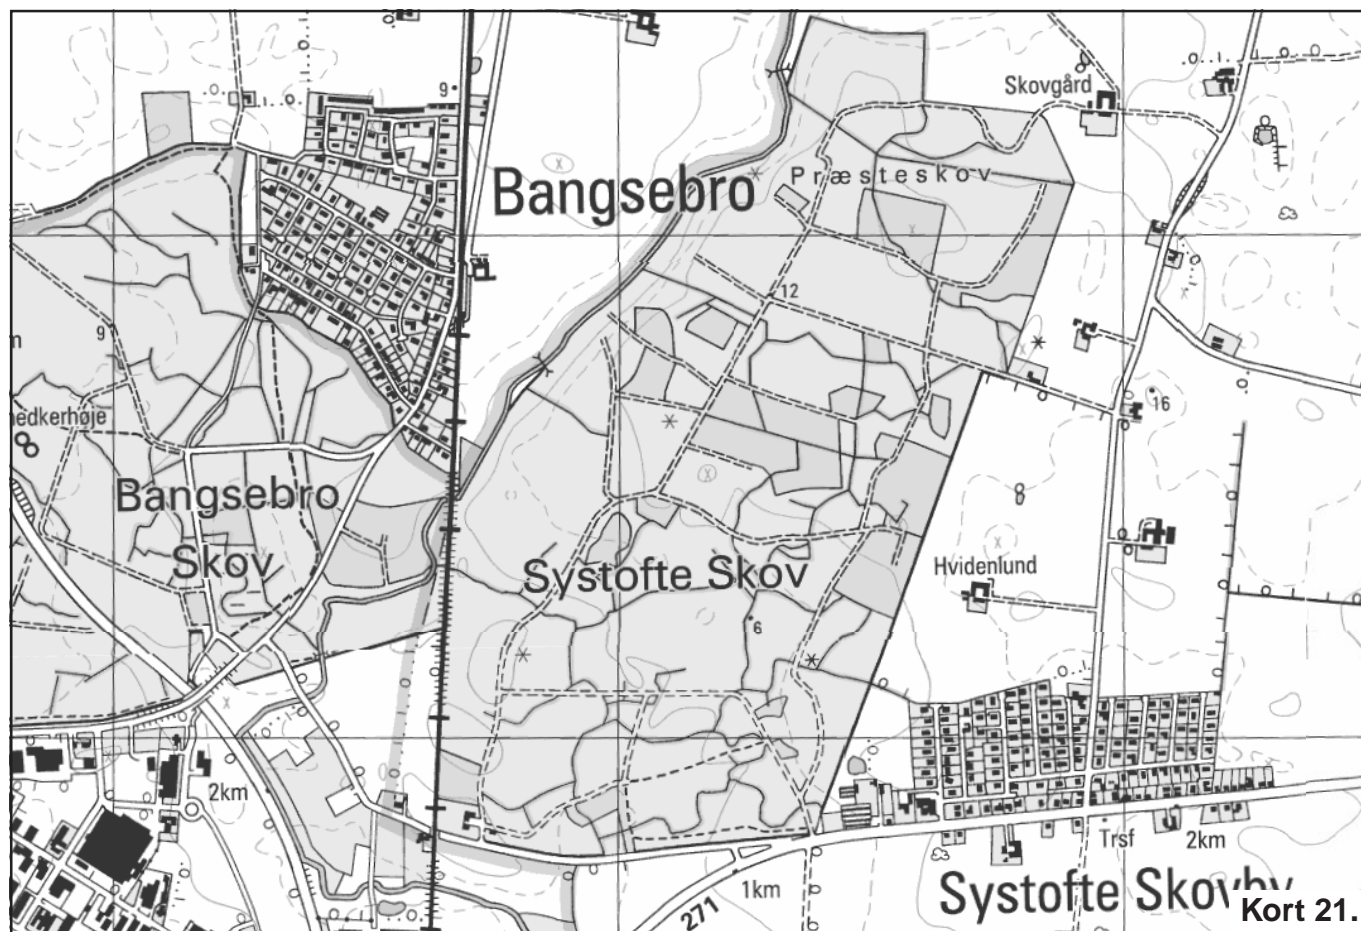 9
Skovgård
Bangsebro
Præsteskov
12
9
16
Bangsebro
Skov
Systofte Skov
Hvidenlund
6
2km
Trsf
2km
1km
271
Systofte Skovby
Kort 21.